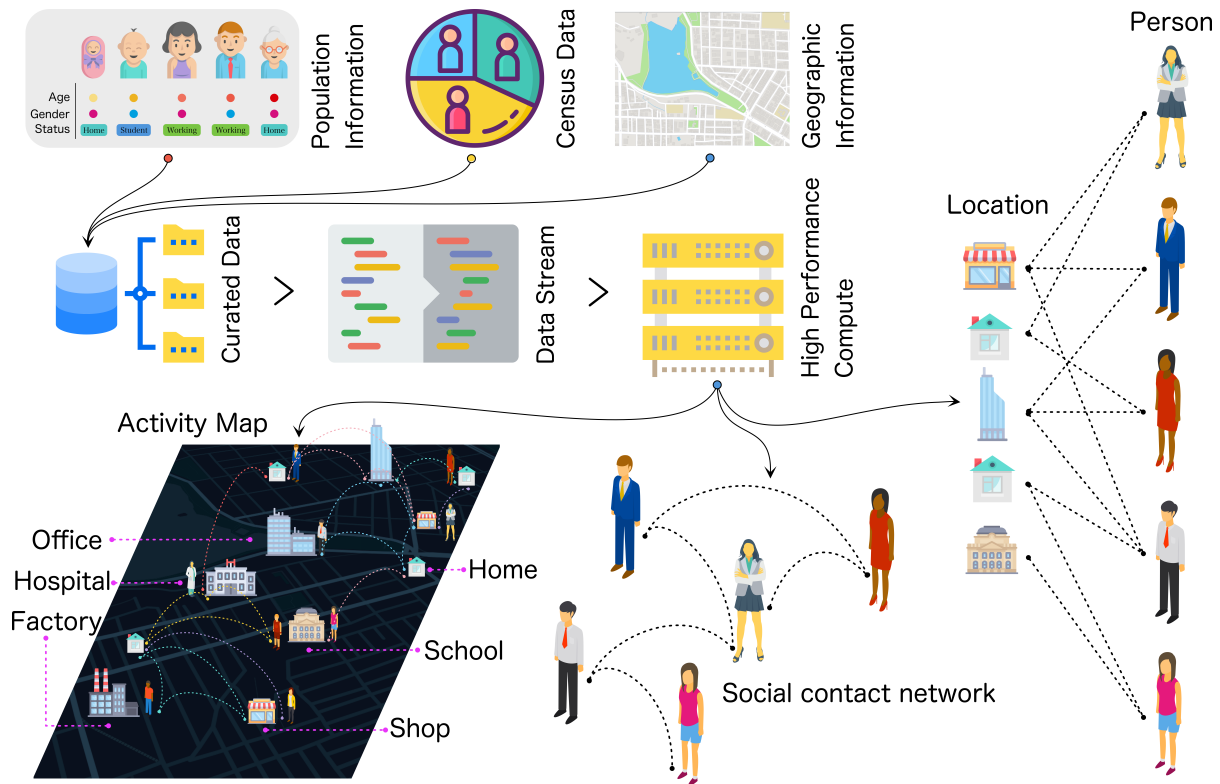 Person
Population
Information
Census Data
Geographic
Information
Age
Gender
Status
Home
Student
Working
Working
Home
Location
Curated Data
Data Stream
High Performance
Compute
Activity Map
Office
Hospital
Factory
Home
School
Shop
Social contact network